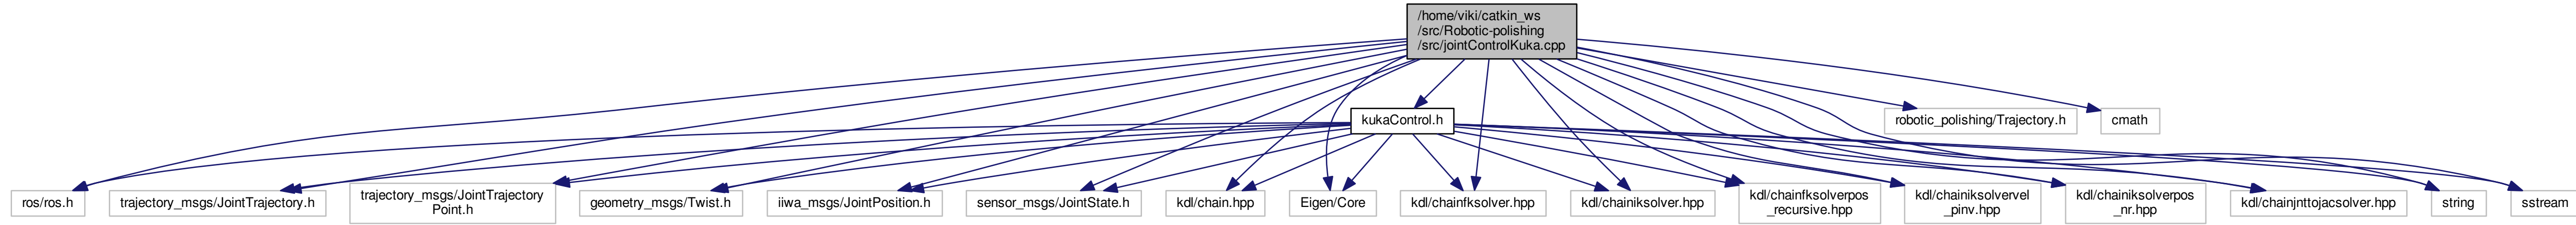 /home/viki/catkin_ws
/src/Robotic-polishing
/src/jointControlKuka.cpp
kukaControl.h
robotic_polishing/Trajectory.h
cmath
ros/ros.h
trajectory_msgs/JointTrajectory.h
trajectory_msgs/JointTrajectory
Point.h
geometry_msgs/Twist.h
iiwa_msgs/JointPosition.h
sensor_msgs/JointState.h
kdl/chain.hpp
Eigen/Core
kdl/chainfksolver.hpp
kdl/chainiksolver.hpp
kdl/chainfksolverpos
_recursive.hpp
kdl/chainiksolvervel
_pinv.hpp
kdl/chainiksolverpos
_nr.hpp
kdl/chainjnttojacsolver.hpp
string
sstream